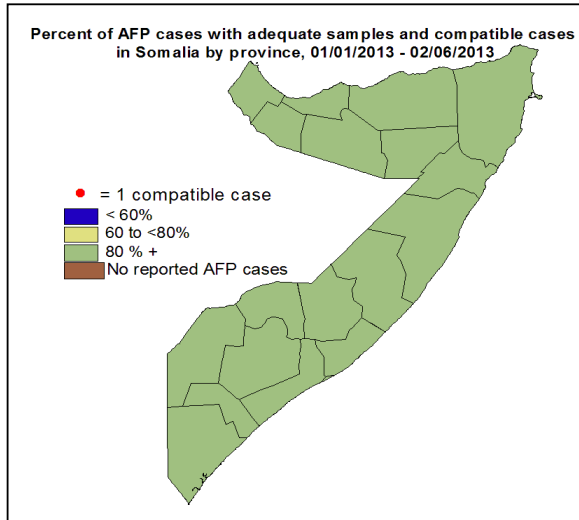 Percent of AFP cases with adequate samples and compatible cases
in Somalia by province, 01/01/2013 - 02/06/2013
= 1 compatible case
< 60%
60 to <80%
80 % +
No reported AFP cases